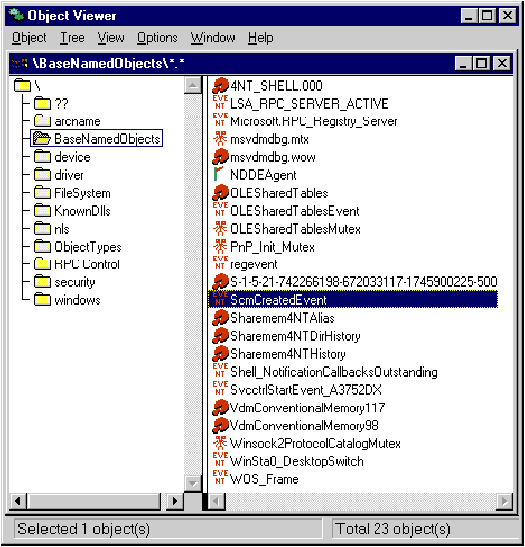 Object Viewer
Object Tree View Options Window Help
\BaseNamedObjects\*.*
\
??
arcname
BaseNamedObjects
device
driver
FileSystem
KnownDlls
nls
ObjectTypes
RPC Control
security
windows
4NT_SHELL.000
LSA_RPC_SERVER_ACTIVE
Microsoft.RPC_Registry_Server
msvdmdbg.mtx
msvdmdbg.wow
NDDEAgent
OLESharedTables
OLESharedTablesEvent
OLESharedTablesMutex
PnP_Init_Mutex
regevent
S-1-5-21-742266198-672033117-1745900225-500
ScmCreatedEvent
Sharemem4NTAlias
Sharemem4NTDirHistory
Sharemem4NTHistory
Shell_NotificationCallbacksOutstanding
SvcctrlStartEvent_A3752DX
VdmConventionalMemory117
VdmConventionalMemory98
Winsock2ProtocolCatalogMutex
WinSta0_DesktopSwitch
WOS_Frame
Selected 1 object(s)
Total 23 object(s)